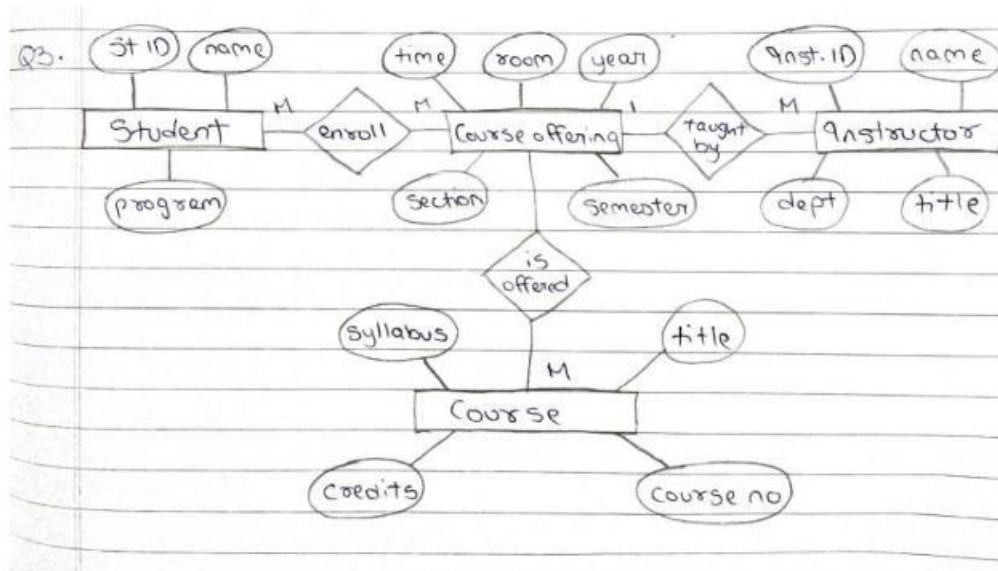 Q3.
St ID
name
time
room
year
Inst. ID
name
Student
M
enroll
M
Course offering
1
taught
by
M
Instructor
program
section
semester
dept
title
is
offered
syllabus
title
M
Course
credits
course no